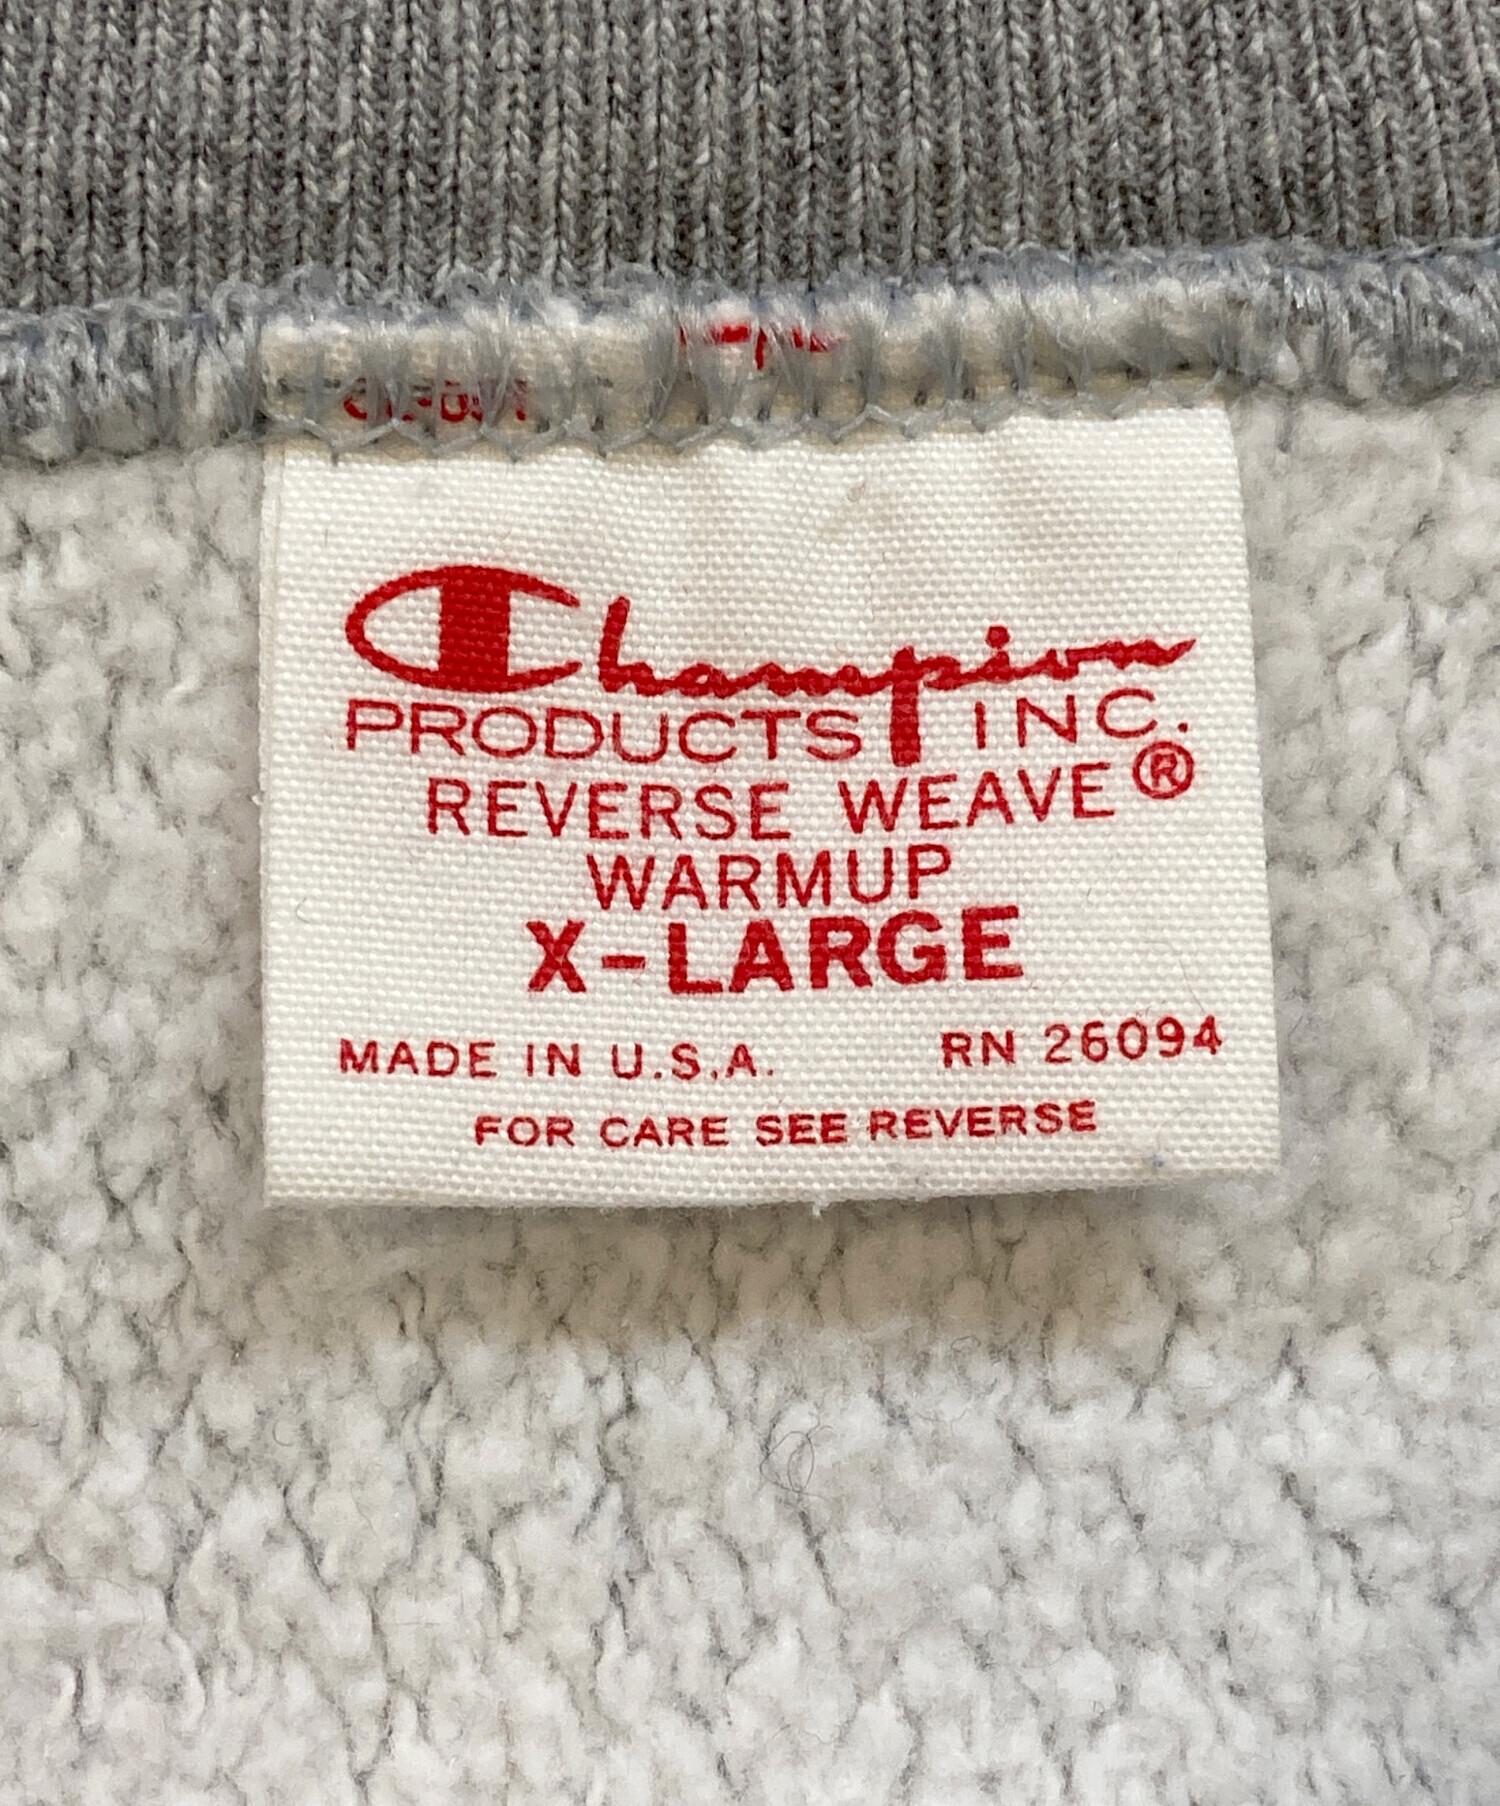 Champion
PRODUCTS INC.
REVERSE WEAVE®
WARMUP
X-LARGE
MADE IN U.S.A. RN 26094
FOR CARE SEE REVERSE